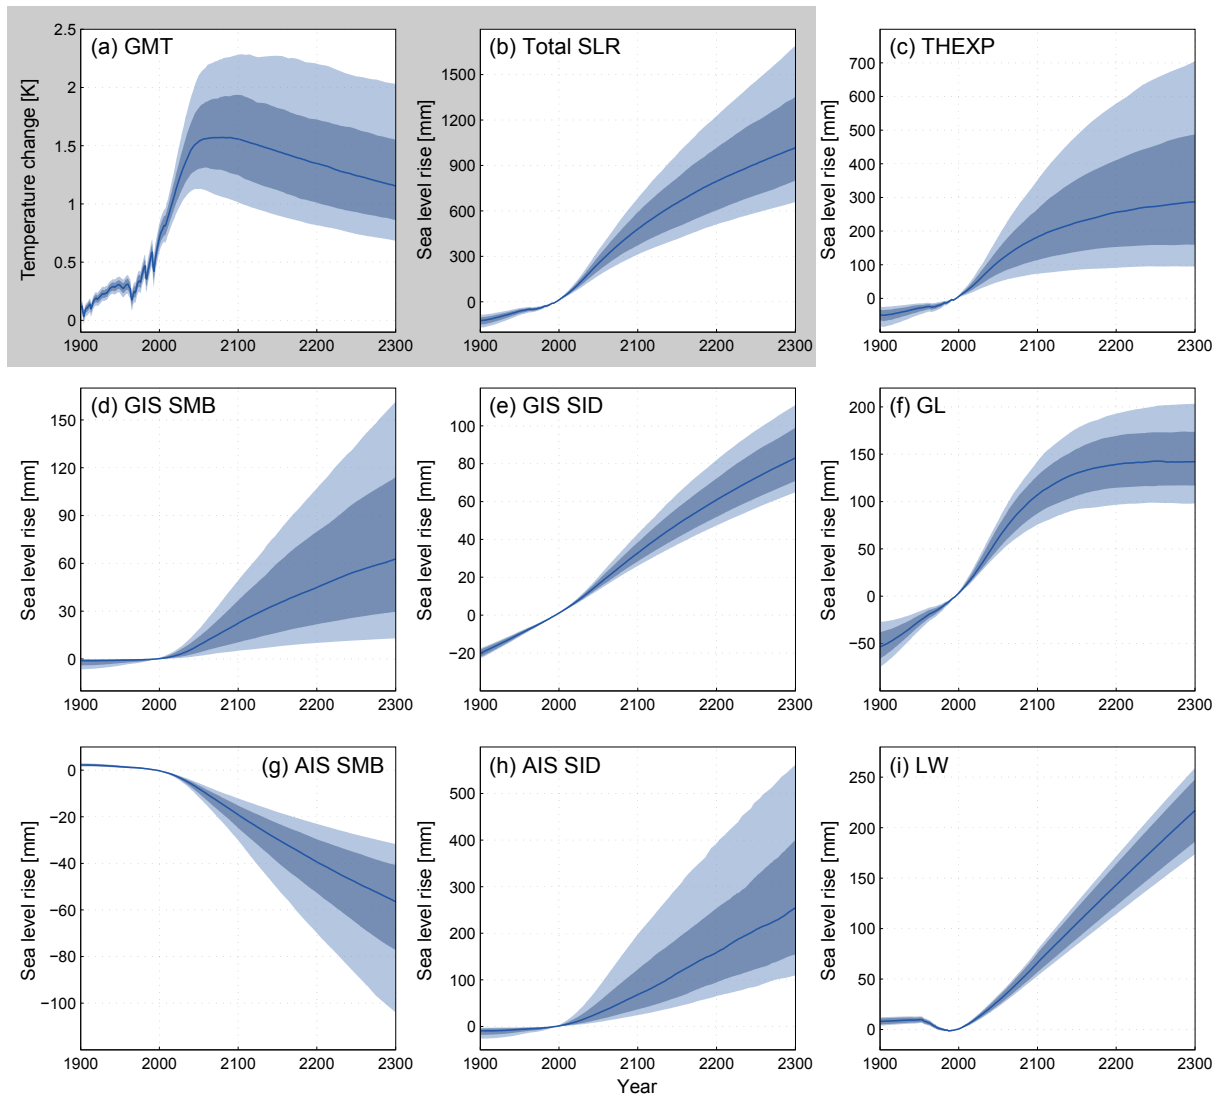 (a) GMT
Temperature change [K]
2.5
2
1.5
1
0.5
0
1900 2000 2100 2200 2300
(b) Total SLR
Sea level rise [mm]
1500
1200
900
600
300
0
1900 2000 2100 2200 2300
(c) THEXP
Sea level rise [mm]
700
600
500
400
300
200
100
0
−100
1900 2000 2100 2200 2300
(d) GIS SMB
Sea level rise [mm]
150
120
90
60
30
0
1900 2000 2100 2200 2300
(e) GIS SID
Sea level rise [mm]
100
80
60
40
20
0
−20
1900 2000 2100 2200 2300
(f) GL
Sea level rise [mm]
200
150
100
50
0
−50
1900 2000 2100 2200 2300
(g) AIS SMB
Sea level rise [mm]
0
−20
−40
−60
−80
−100
1900 2000 2100 2200 2300
(h) AIS SID
Sea level rise [mm]
500
400
300
200
100
0
1900 2000 2100 2200 2300
Year
(i) LW
Sea level rise [mm]
250
200
150
100
50
0
1900 2000 2100 2200 2300